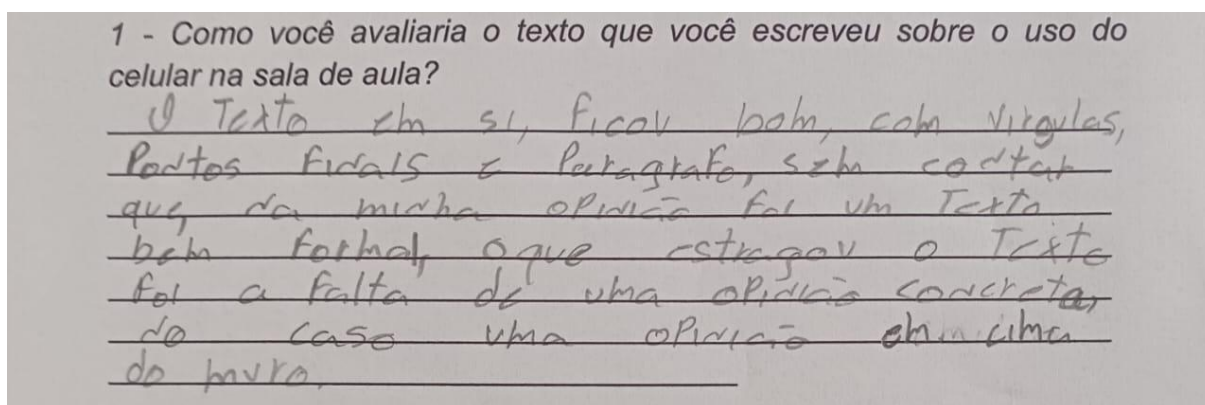 1 - Como você avaliaria o texto que você escreveu sobre o uso do
celular na sala de aula?
O Texto em si, ficou bom, com virgulas,
Pontos finais e Paragrafo, sem contar
que, na minha opinião foi um Texto
bem formal, o que estragou o Texto
foi a falta de uma opinião concreta,
no caso uma opinião em cima
do muro.